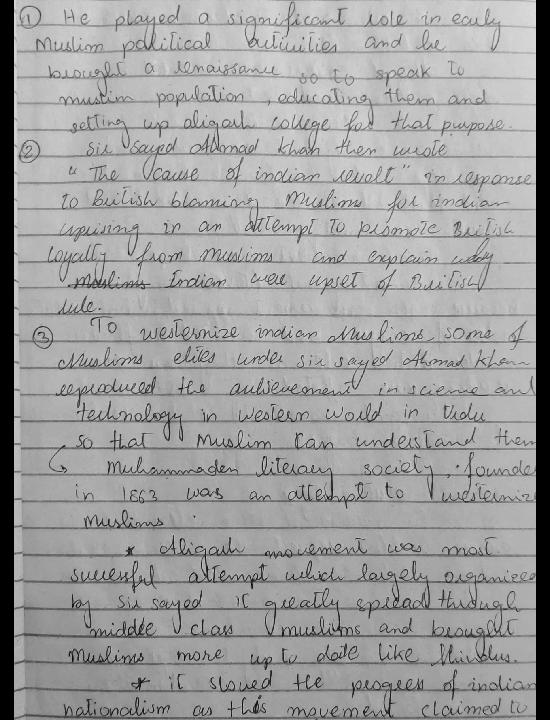 ① He played a significant role in early
Muslim political activities and he
brought a renaissance so to speak to
muslim population, educating them and
setting up aligarh college for that purpose.
② Sir Sayed Ahmad khan then wrote
"The cause of indian revolt" in response
to British blaming Muslims for indian
uprising in an attempt to promote British
loyalty from muslims and explain why
Indian were upset of British
rule.
③ To westernize indian Muslims, some of
Muslims elites under sir sayed Ahmad khan
reproduced the achievement in science and
technology in western world in Urdu
so that Muslim can understand them
↳ Muhammaden literary society, founde
in 1863 was an attempt to westernize
Muslims
* Aligarh movement was most
successful attempt which largely organized
by sir sayed it greatly spread through
middle class muslims and brought
Muslims more up to date like Hindus.
* it slowed the progees of indian
nationalism as this movement claimed to